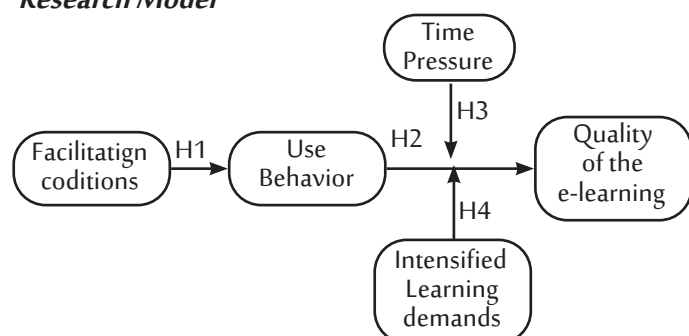 Research Model
Time
Pressure
H3
H1
H2
Facilitatign
coditions
Use
Behavior
Quality
of the
e-learning
H4
Intensified
Learning
demands